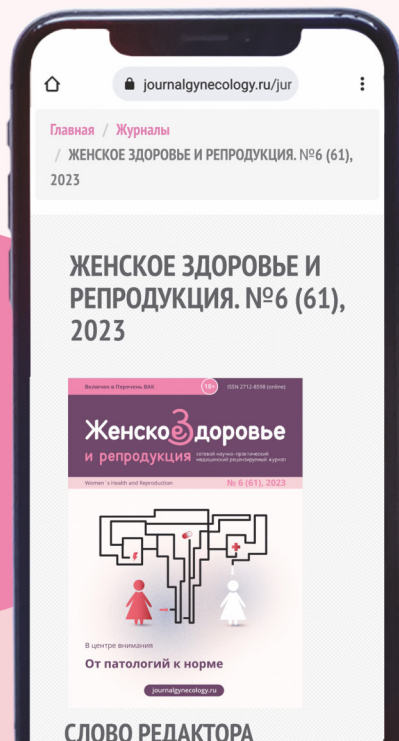 journalgynecology.ru/jur
Главная / Журналы
/ ЖЕНСКОЕ ЗДОРОВЬЕ И РЕПРОДУКЦИЯ. №6 (61),
2023
ЖЕНСКОЕ ЗДОРОВЬЕ И
РЕПРОДУКЦИЯ. №6 (61),
2023
Включен в Перечень ВАК
18+
ISSN 2712-8598 (online)
Женское Здоровье
и репродукция
сетевой научно-практический
медицинский рецензируемый журнал
Women`s Health and Reproduction
№ 6 (61), 2023
В центре внимания
От патологий к норме
journalgynecology.ru
СЛОВО РЕДАКТОРА